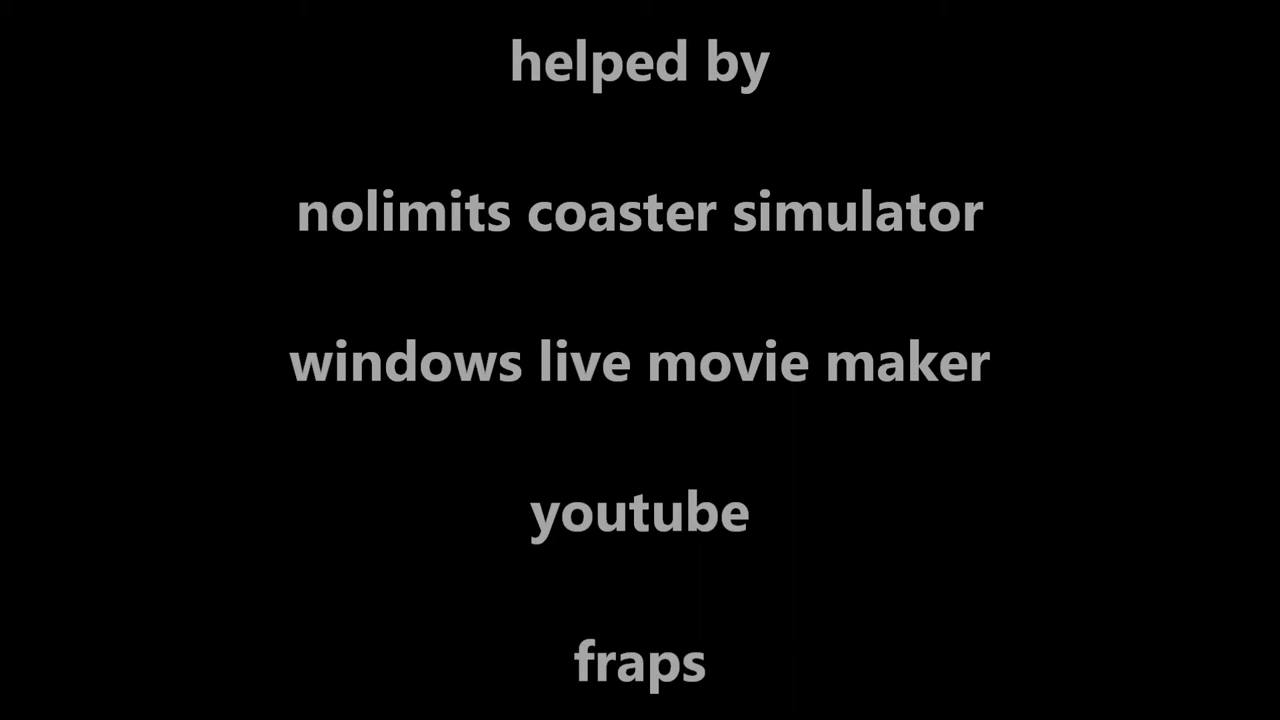 helped by
nolimits coaster simulator
windows live movie maker
youtube
fraps